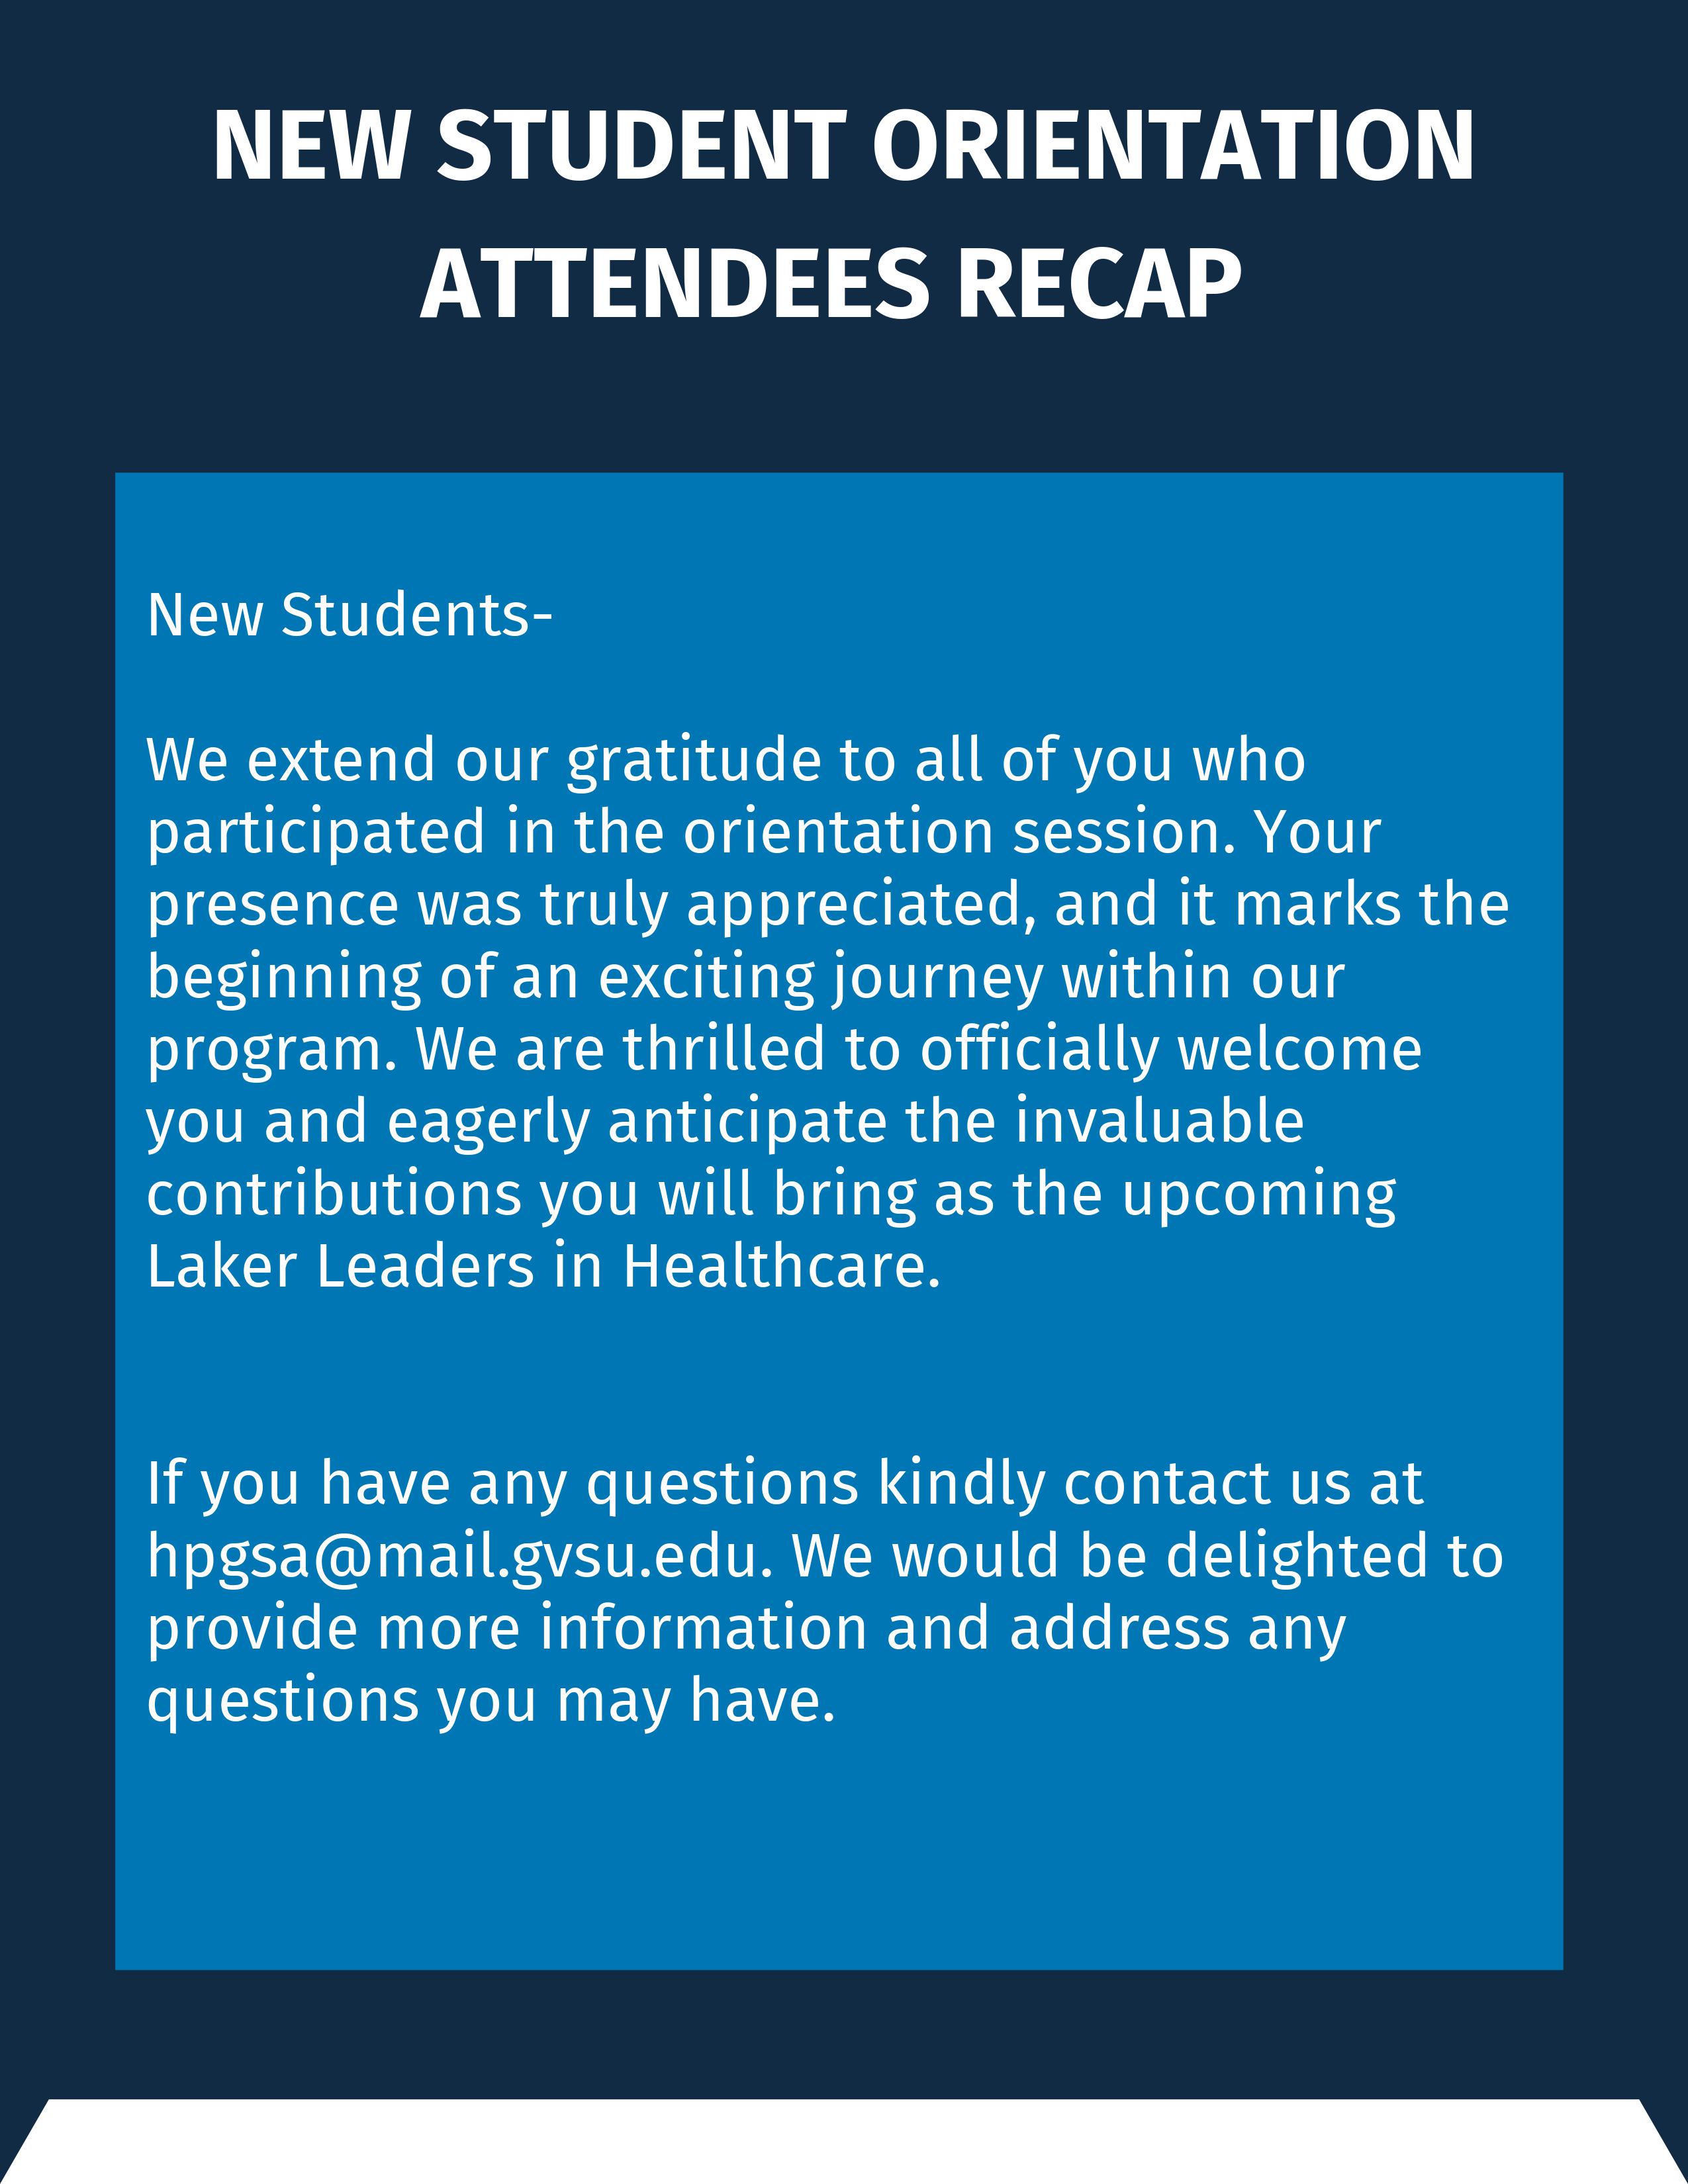 NEW STUDENT ORIENTATION
ATTENDEES RECAP
New Students-
We extend our gratitude to all of you who
participated in the orientation session. Your
presence was truly appreciated, and it marks the
beginning of an exciting journey within our
program. We are thrilled to officially welcome
you and eagerly anticipate the invaluable
contributions you will bring as the upcoming
Laker Leaders in Healthcare.
If you have any questions kindly contact us at
hpgsa@mail.gvsu.edu. We would be delighted to
provide more information and address any
questions you may have.